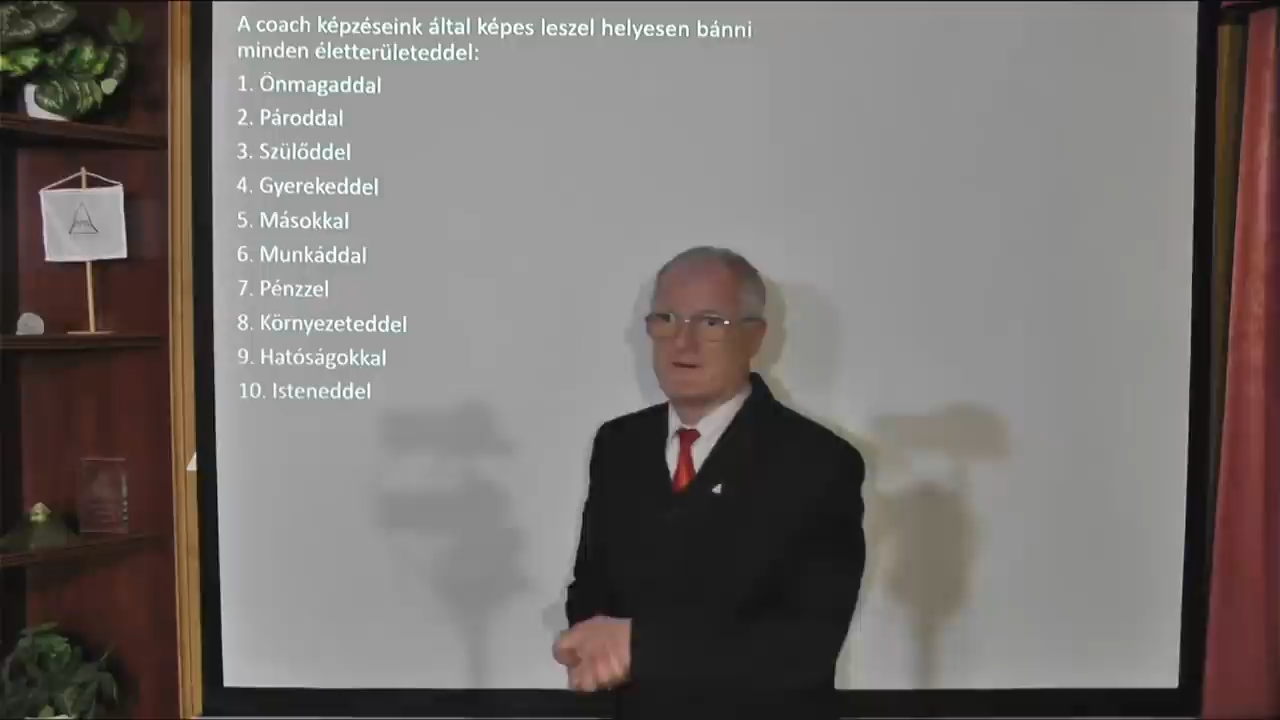 A coach képzéseink által képes leszel helyesen bánni
minden életterületeddel:
1. Önmagaddal
2. Pároddal
3. Szülőddel
4. Gyerekeddel
5. Másokkal
6. Munkáddal
7. Pénzzel
8. Környezeteddel
9. Hatóságokkal
10. Isteneddel